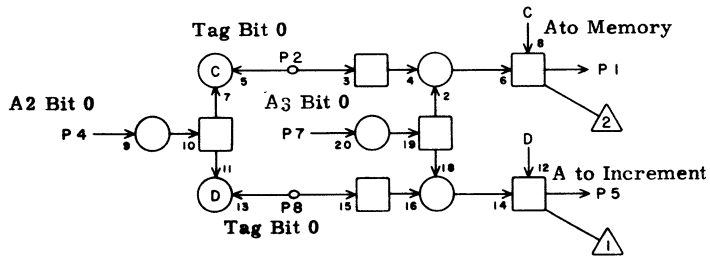 Tag Bit 0
C
Ato Memory
8
P2
C
5
3
4
6
P1
7
A2 Bit 0
A3 Bit 0
2
2
P4
9
10
P7
20
19
11
18
D
12
A to Increment
D
13
P8
15
16
14
P5
Tag Bit 0
1